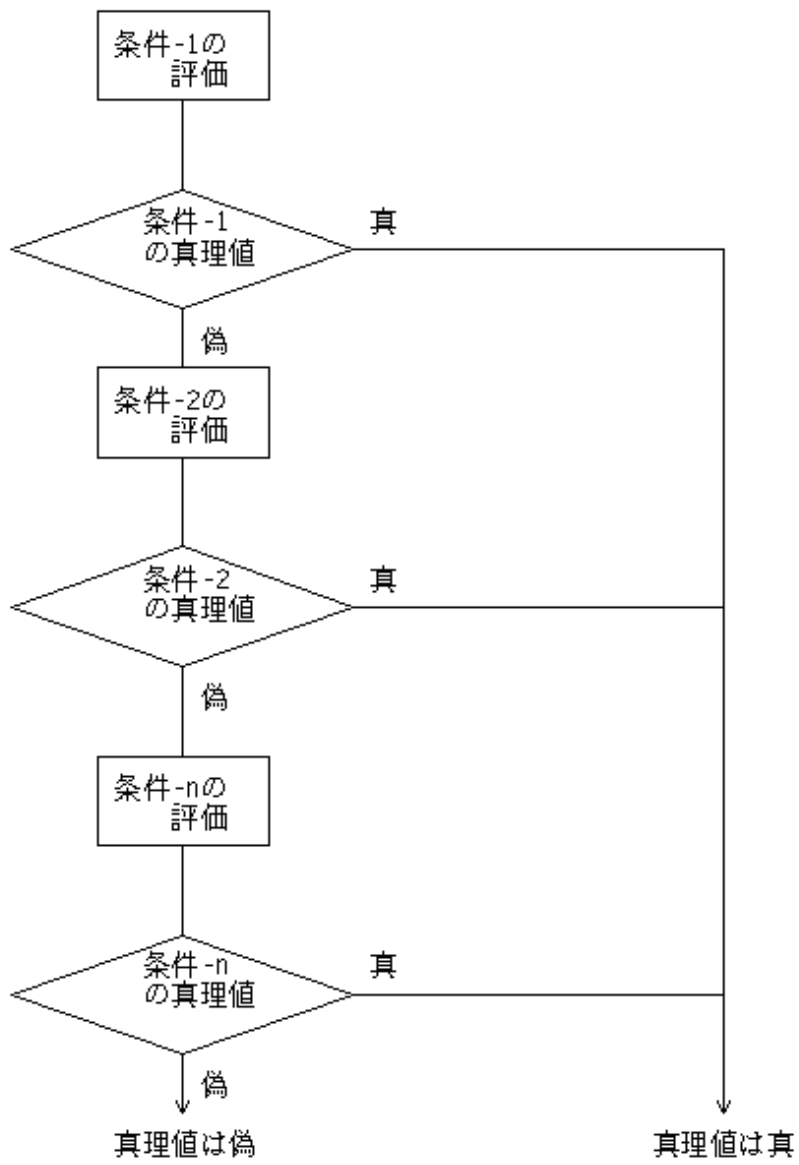 条件-1の
評価
条件-1
の真理値
真
偽
条件-2の
評価
条件-2
の真理値
真
偽
条件-nの
評価
条件-n
の真理値
真
偽
真理値は偽
真理値は真